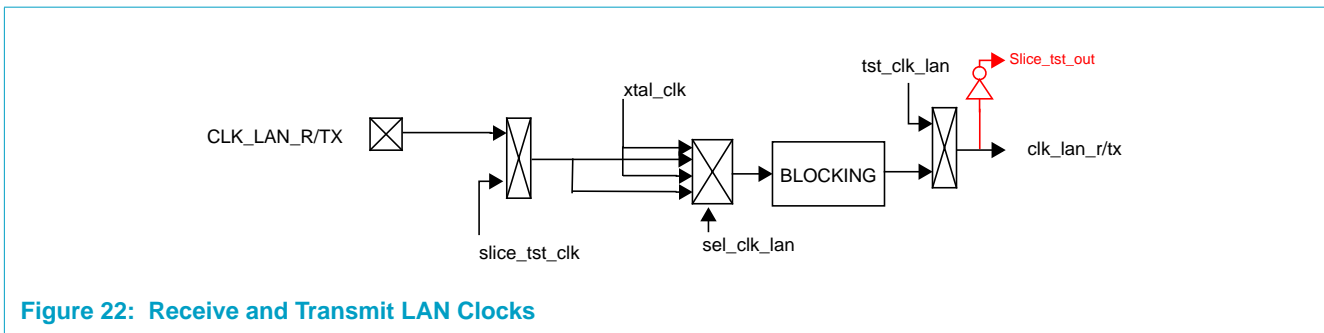 tst_clk_lan
Slice_tst_out
xtal_clk
CLK_LAN_R/TX
clk_lan_r/tx
BLOCKING
sel_clk_lan
slice_tst_clk
Figure 22: Receive and Transmit LAN Clocks